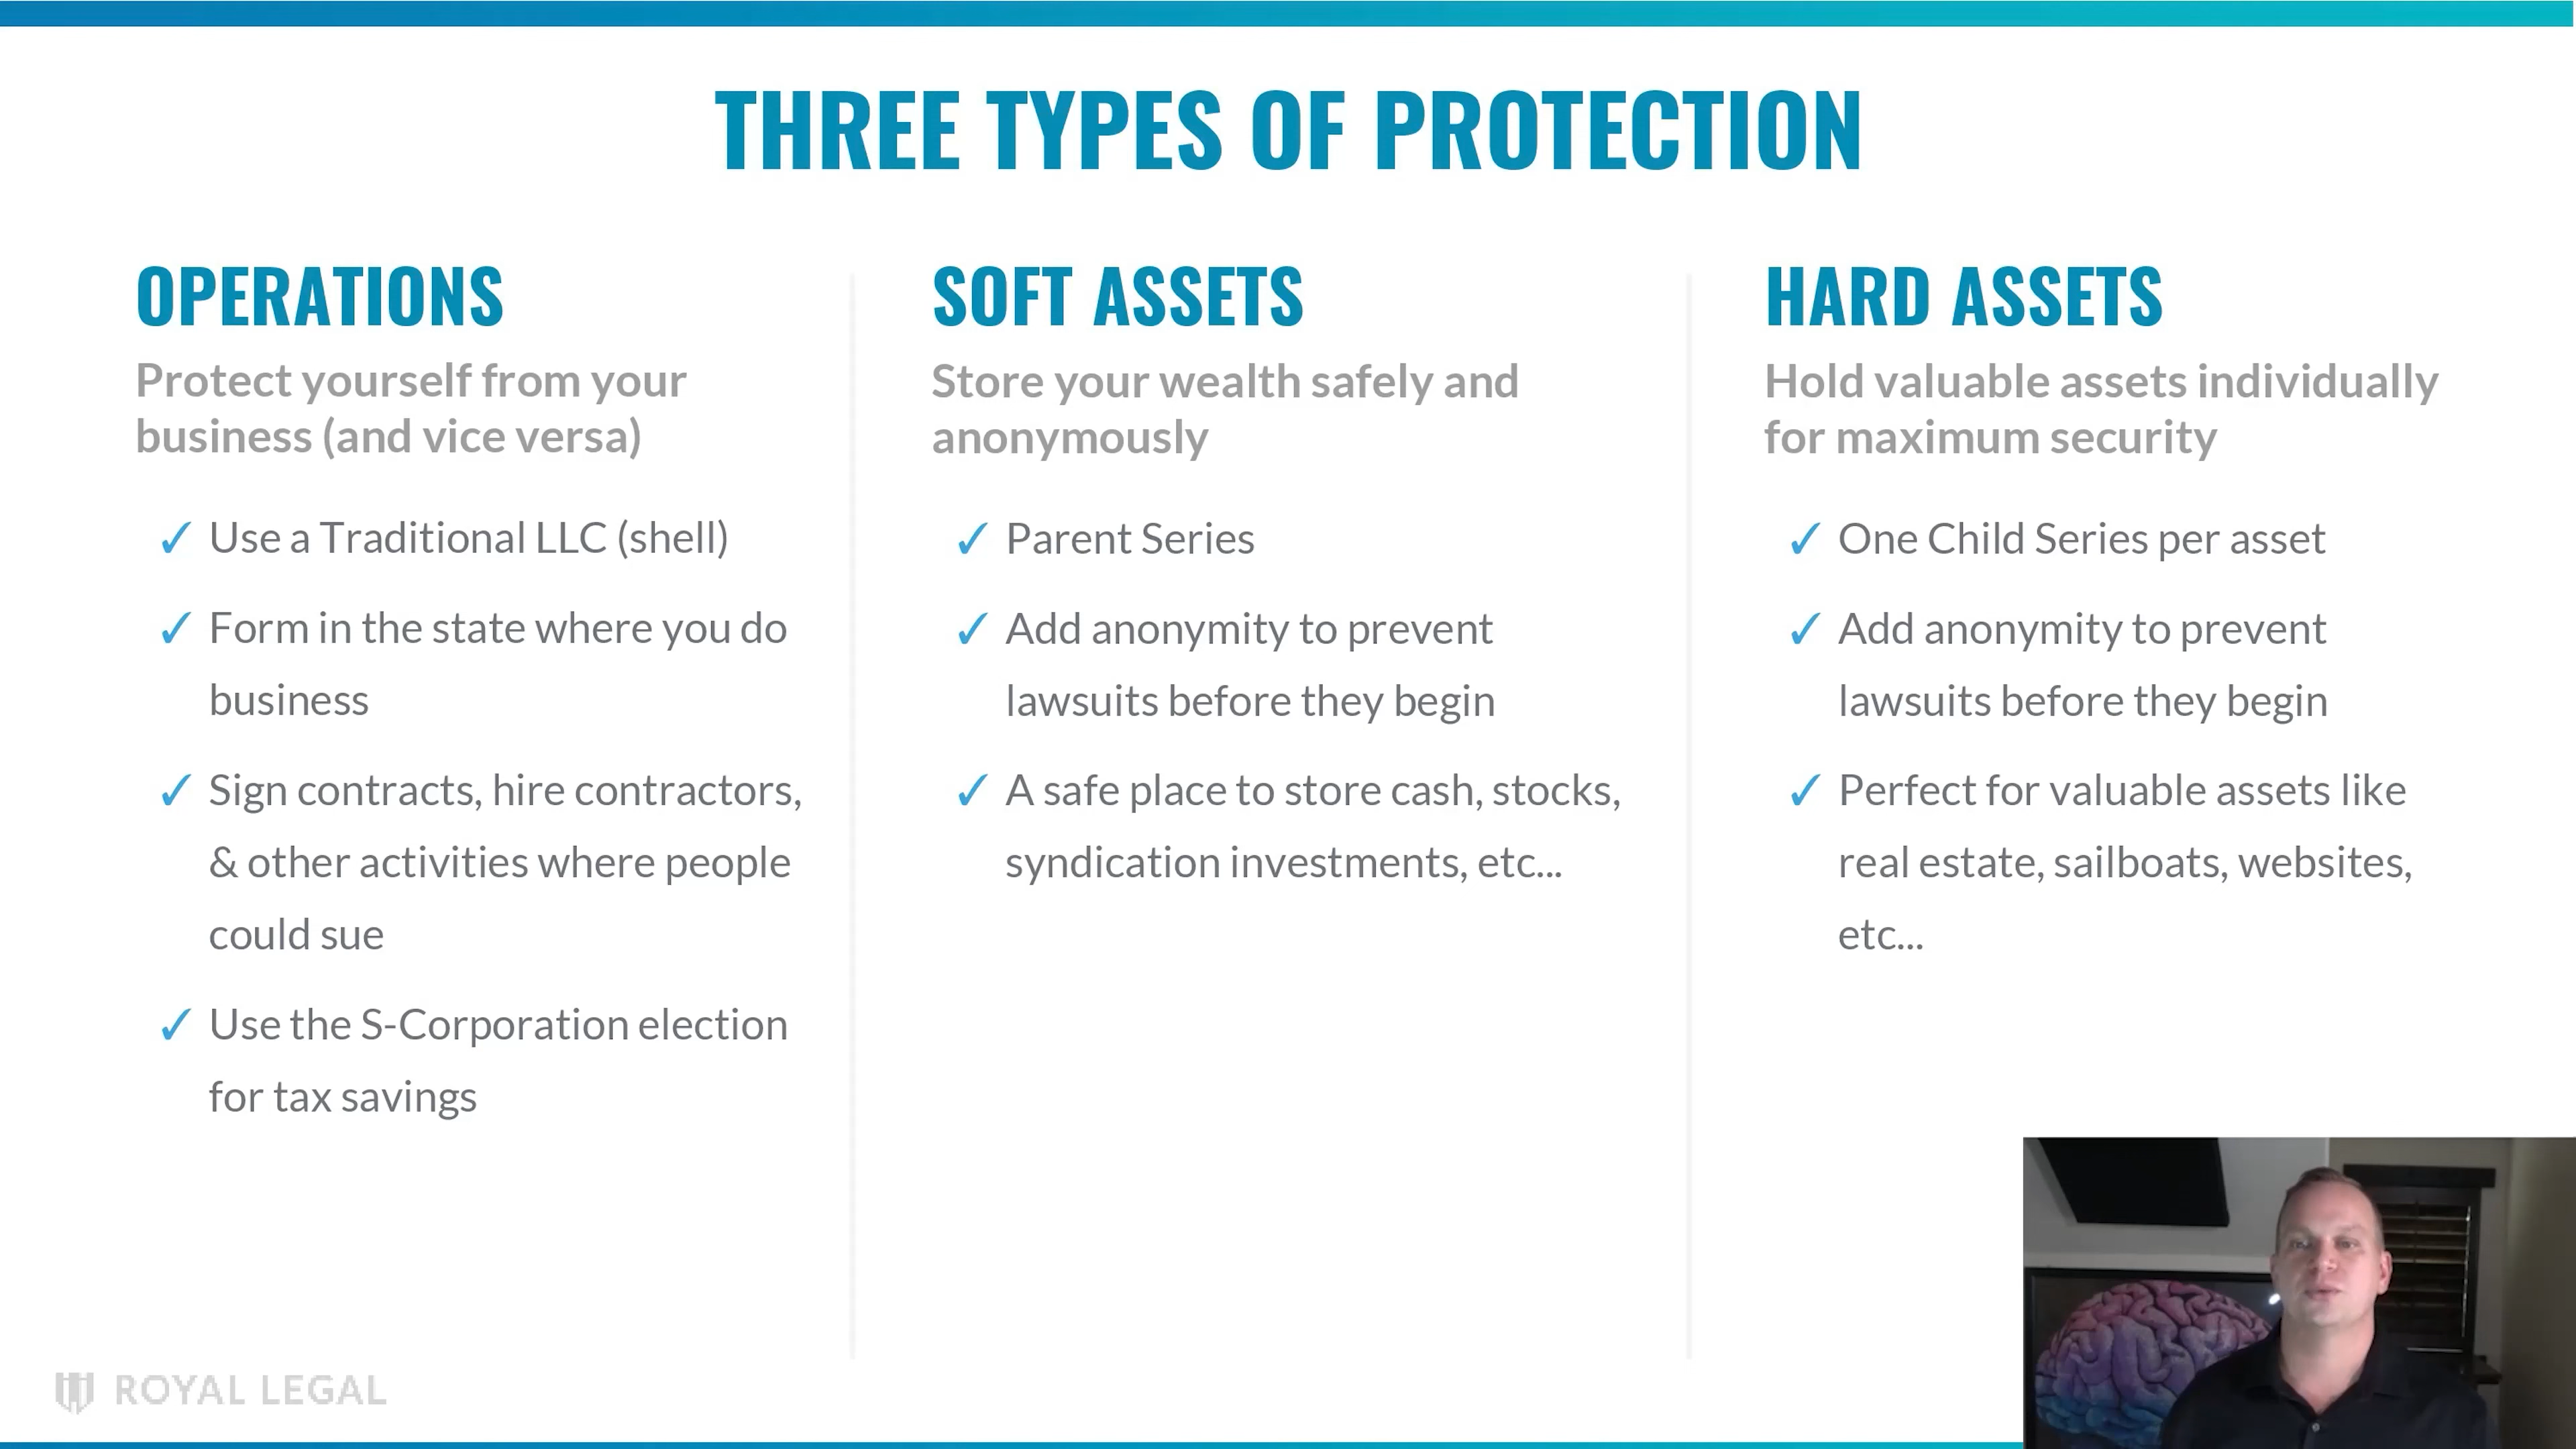 THREE TYPES OF PROTECTION
OPERATIONS
Protect yourself from your
business (and vice versa)
✓ Use a Traditional LLC (shell)
✓ Form in the state where you do
business
✓ Sign contracts, hire contractors,
& other activities where people
could sue
✓ Use the S-Corporation election
for tax savings
SOFT ASSETS
Store your wealth safely and
anonymously
✓ Parent Series
✓ Add anonymity to prevent
lawsuits before they begin
✓ A safe place to store cash, stocks,
syndication investments, etc...
HARD ASSETS
Hold valuable assets individually
for maximum security
✓ One Child Series per asset
✓ Add anonymity to prevent
lawsuits before they begin
✓ Perfect for valuable assets like
real estate, sailboats, websites,
etc...
ROYAL LEGAL